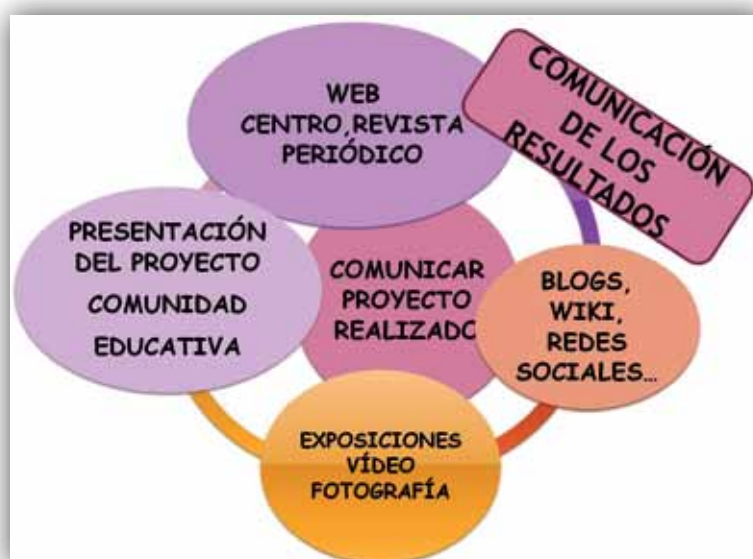 COMUNICACIÓN
DE LOS
RESULTADOS
WEB
CENTRO,REVISTA
PERIÓDICO
PRESENTACIÓN
DEL PROYECTO
COMUNIDAD
EDUCATIVA
COMUNICAR
PROYECTO
REALIZADO
BLOGS,
WIKI,
REDES
SOCIALES...
EXPOSICIONES
VÍDEO
FOTOGRAFÍA